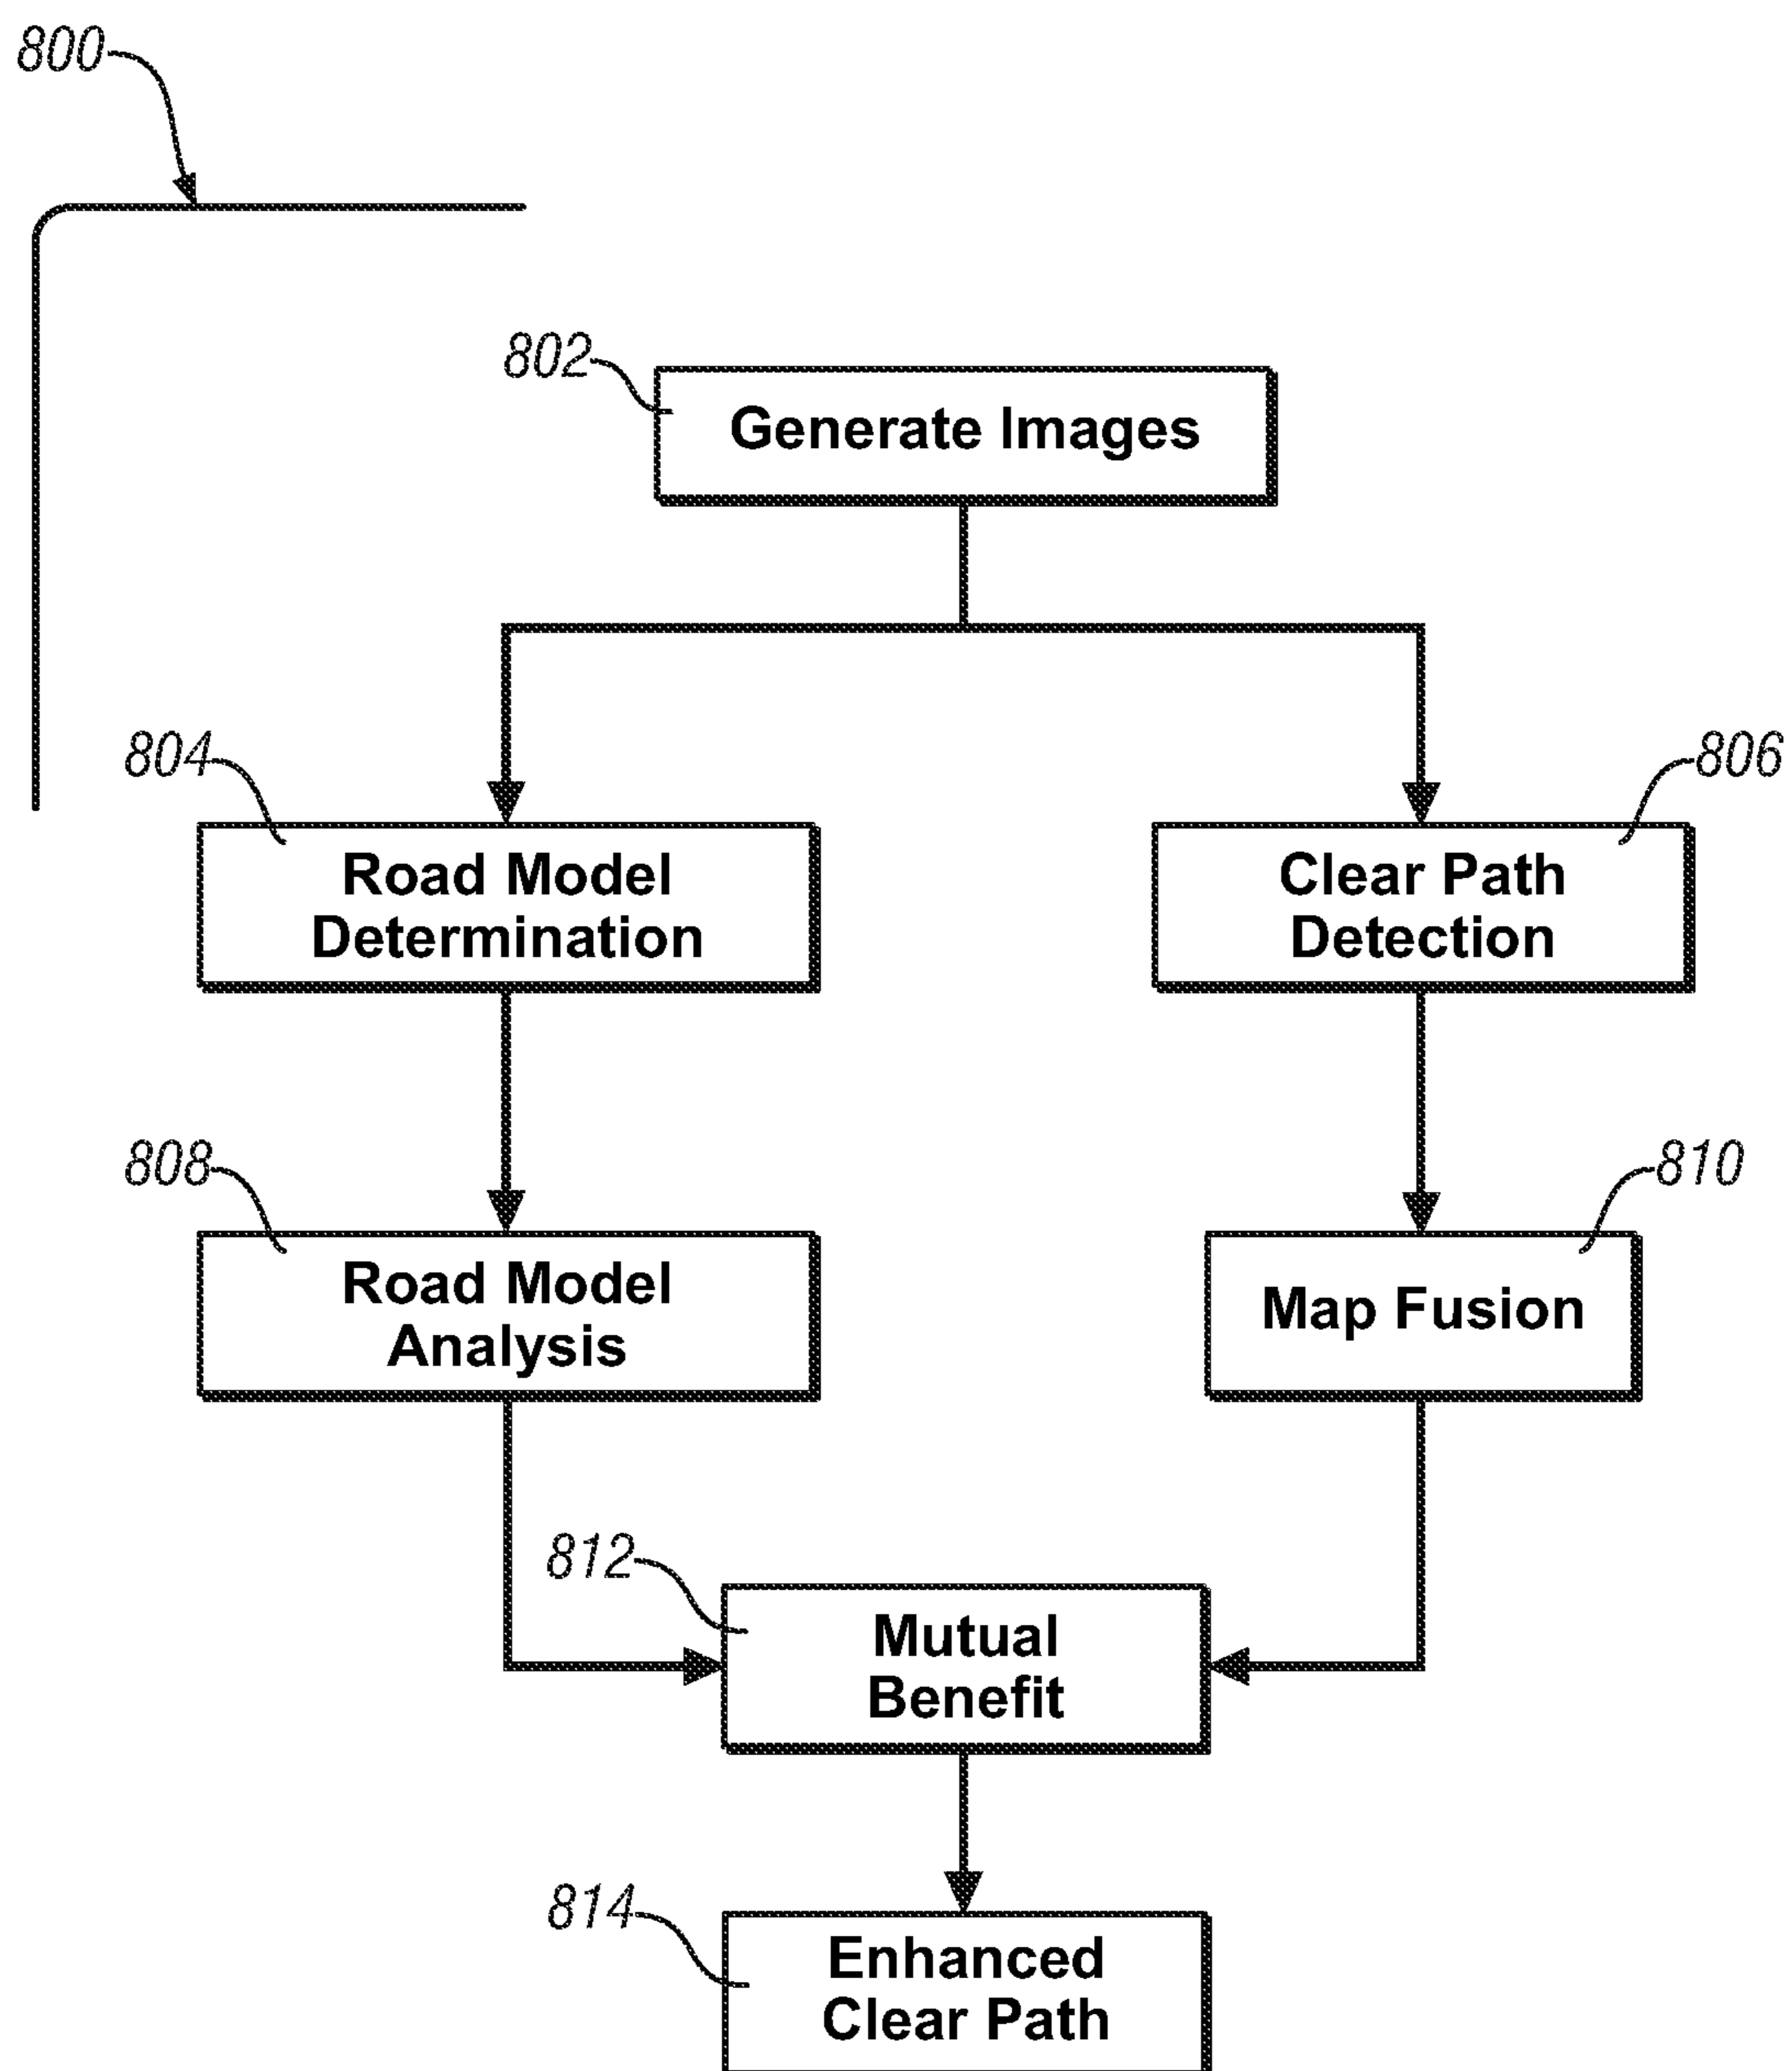 800
802
Generate Images
804
Road Model
Determination
806
Clear Path
Detection
808
Road Model
Analysis
810
Map Fusion
812
Mutual
Benefit
814
Enhanced
Clear Path